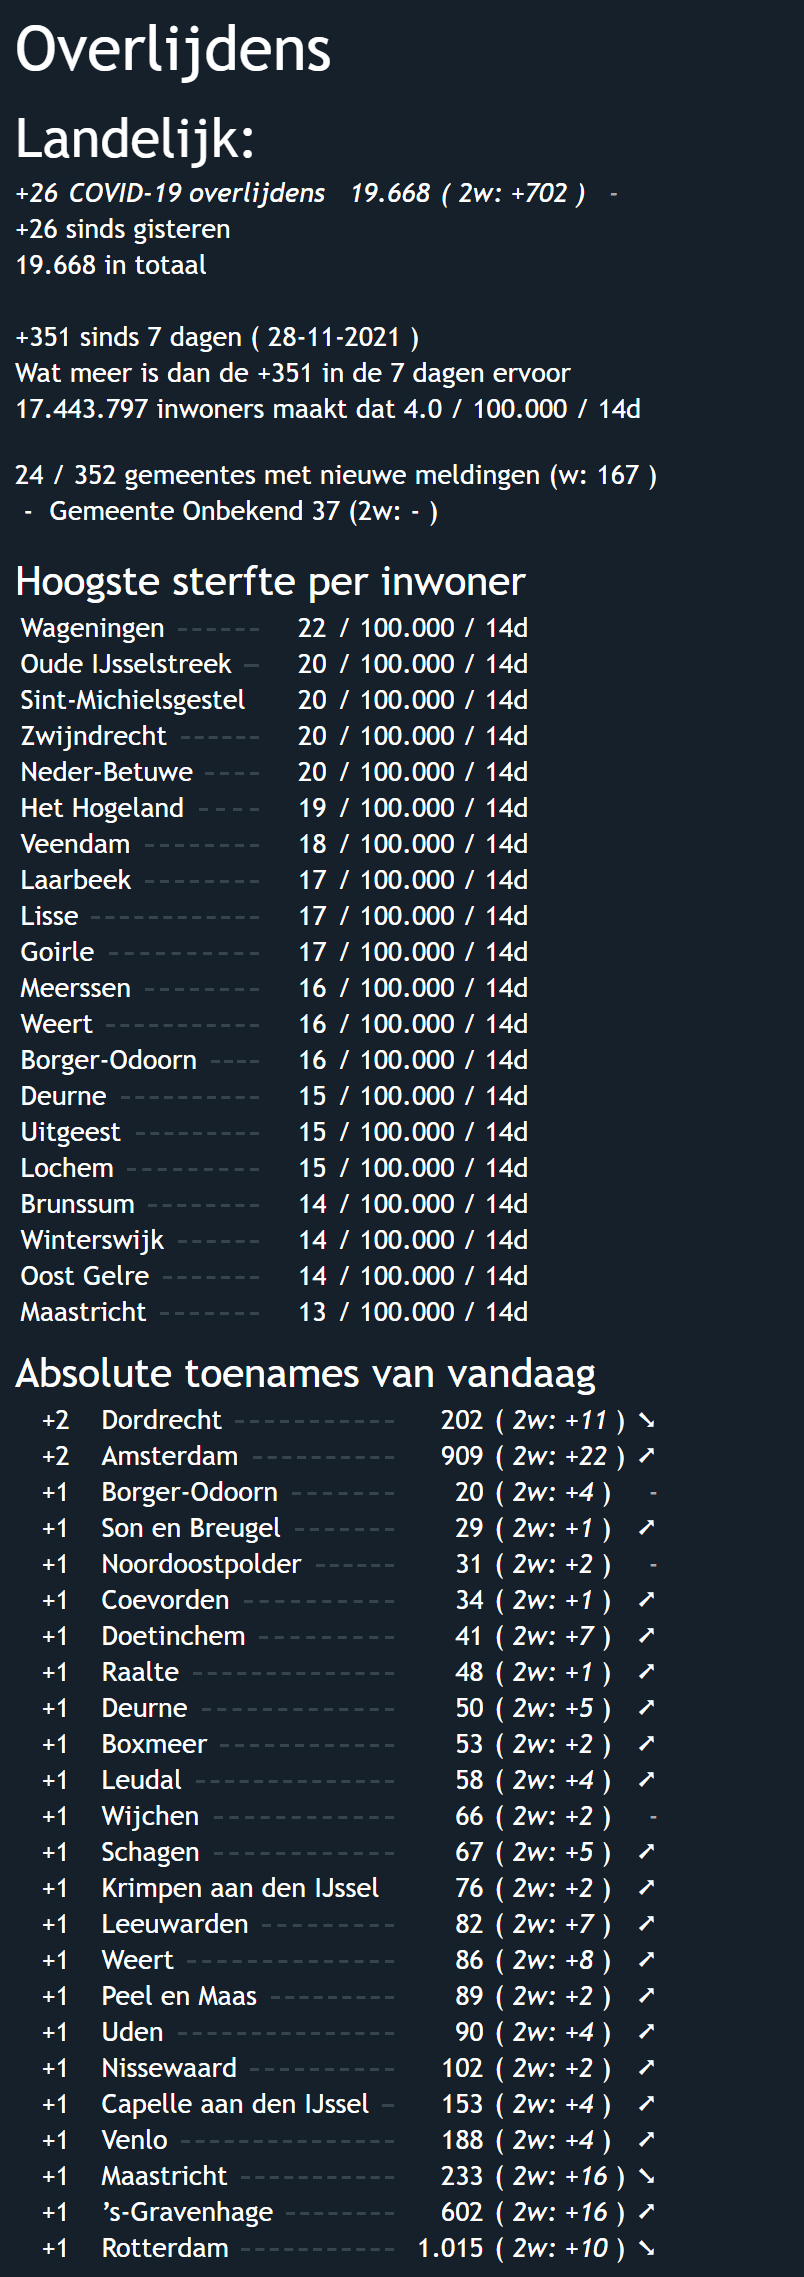 Overlijdens
Landelijk:
+26 COVID-19 overlijdens 19.668 ( 2w: +702 ) -
+26 sinds gisteren
19.668 in totaal
+351 sinds 7 dagen ( 28-11-2021 )
Wat meer is dan de +351 in de 7 dagen ervoor
17.443.797 inwoners maakt dat 4.0 / 100.000 / 14d
24 / 352 gemeentes met nieuwe meldingen (w: 167 )
- Gemeente Onbekend 37 (2w: - )
Hoogste sterfte per inwoner
Wageningen ------ 22 / 100.000 / 14d
Oude IJsselstreek - 20 / 100.000 / 14d
Sint-Michielsgestel 20 / 100.000 / 14d
Zwijndrecht ------ 20 / 100.000 / 14d
Neder-Betuwe ---- 20 / 100.000 / 14d
Het Hogeland ---- 19 / 100.000 / 14d
Veendam -------- 18 / 100.000 / 14d
Laarbeek -------- 17 / 100.000 / 14d
Lisse ------------ 17 / 100.000 / 14d
Goirle ---------- 17 / 100.000 / 14d
Meerssen -------- 16 / 100.000 / 14d
Weert ----------- 16 / 100.000 / 14d
Borger-Odoorn ---- 16 / 100.000 / 14d
Deurne ---------- 15 / 100.000 / 14d
Uitgeest --------- 15 / 100.000 / 14d
Lochem --------- 15 / 100.000 / 14d
Brunssum -------- 14 / 100.000 / 14d
Winterswijk ------ 14 / 100.000 / 14d
Oost Gelre ------- 14 / 100.000 / 14d
Maastricht ------- 13 / 100.000 / 14d
Absolute toenames van vandaag
+2 Dordrecht ----------- 202 ( 2w: +11 ) ➘
+2 Amsterdam ---------- 909 ( 2w: +22 ) ➚
+1 Borger-Odoorn ------- 20 ( 2w: +4 ) -
+1 Son en Breugel ------- 29 ( 2w: +1 ) ➚
+1 Noordoostpolder ------ 31 ( 2w: +2 ) -
+1 Coevorden ----------- 34 ( 2w: +1 ) ➚
+1 Doetinchem ---------- 41 ( 2w: +7 ) ➚
+1 Raalte -------------- 48 ( 2w: +1 ) ➚
+1 Deurne -------------- 50 ( 2w: +5 ) ➚
+1 Boxmeer ------------ 53 ( 2w: +2 ) ➚
+1 Leudal -------------- 58 ( 2w: +4 ) ➚
+1 Wijchen ------------- 66 ( 2w: +2 ) -
+1 Schagen ------------- 67 ( 2w: +5 ) ➚
+1 Krimpen aan den IJssel 76 ( 2w: +2 ) ➚
+1 Leeuwarden --------- 82 ( 2w: +7 ) ➚
+1 Weert --------------- 86 ( 2w: +8 ) ➚
+1 Peel en Maas --------- 89 ( 2w: +2 ) ➚
+1 Uden --------------- 90 ( 2w: +4 ) ➚
+1 Nissewaard ---------- 102 ( 2w: +2 ) ➚
+1 Capelle aan den IJssel - 153 ( 2w: +4 ) ➚
+1 Venlo --------------- 188 ( 2w: +4 ) ➚
+1 Maastricht ----------- 233 ( 2w: +16 ) ➘
+1 ’s-Gravenhage -------- 602 ( 2w: +16 ) ➚
+1 Rotterdam ----------- 1.015 ( 2w: +10 ) ➘